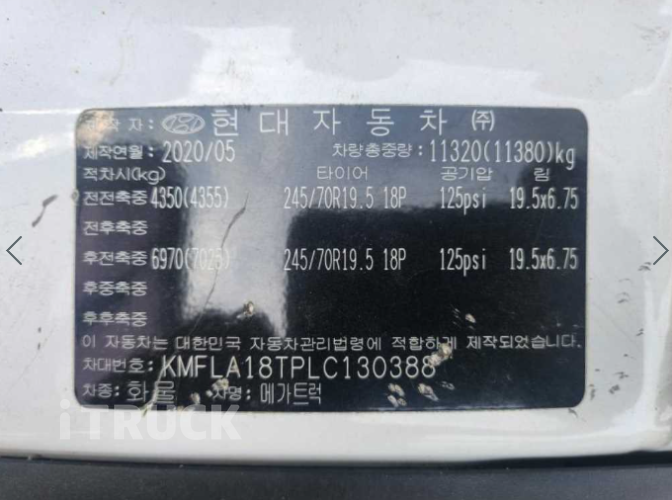 자: 현대자동차 ㈜
제작연월: 2020/05 차량총중량: 11320(11380)kg
적차시(kg) 타이어 공기압 림
전전축중 4350(4355) 245/70R19.5 18P 125psi 19.5x6.75
전후축중
후전축중 6970(7025) 245/70R19.5 18P 125psi 19.5x6.75
후중축중
후후축중
이 자동차는 대한민국 자동차관리법령에 적합하게 제작되었습니다.
차대번호: KMFLA18TPLC130388
차종: 화물 차명: 메가트럭
iTRUCK